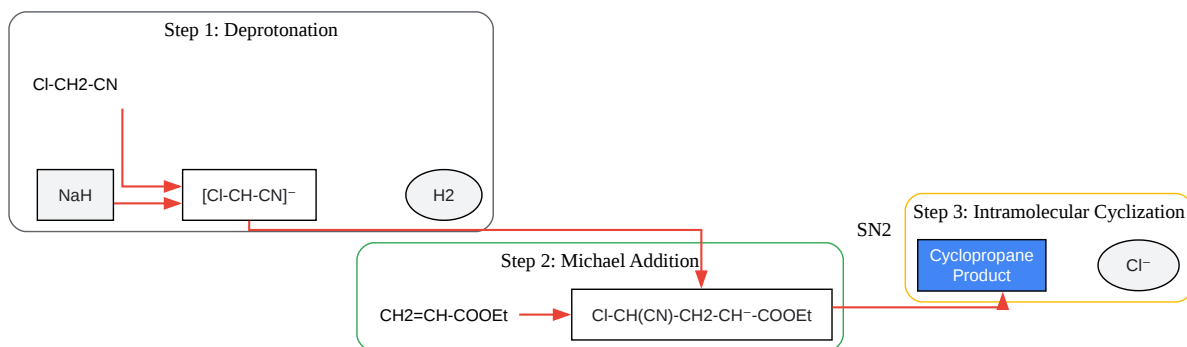 Step 1: Deprotonation
Cl-CH2-CN
NaH
[Cl-CH-CN]⁻
H2
Step 2: Michael Addition
CH2=CH-COOEt
Cl-CH(CN)-CH2-CH⁻-COOEt
SN2
Step 3: Intramolecular Cyclization
Cyclopropane
Product
Cl⁻